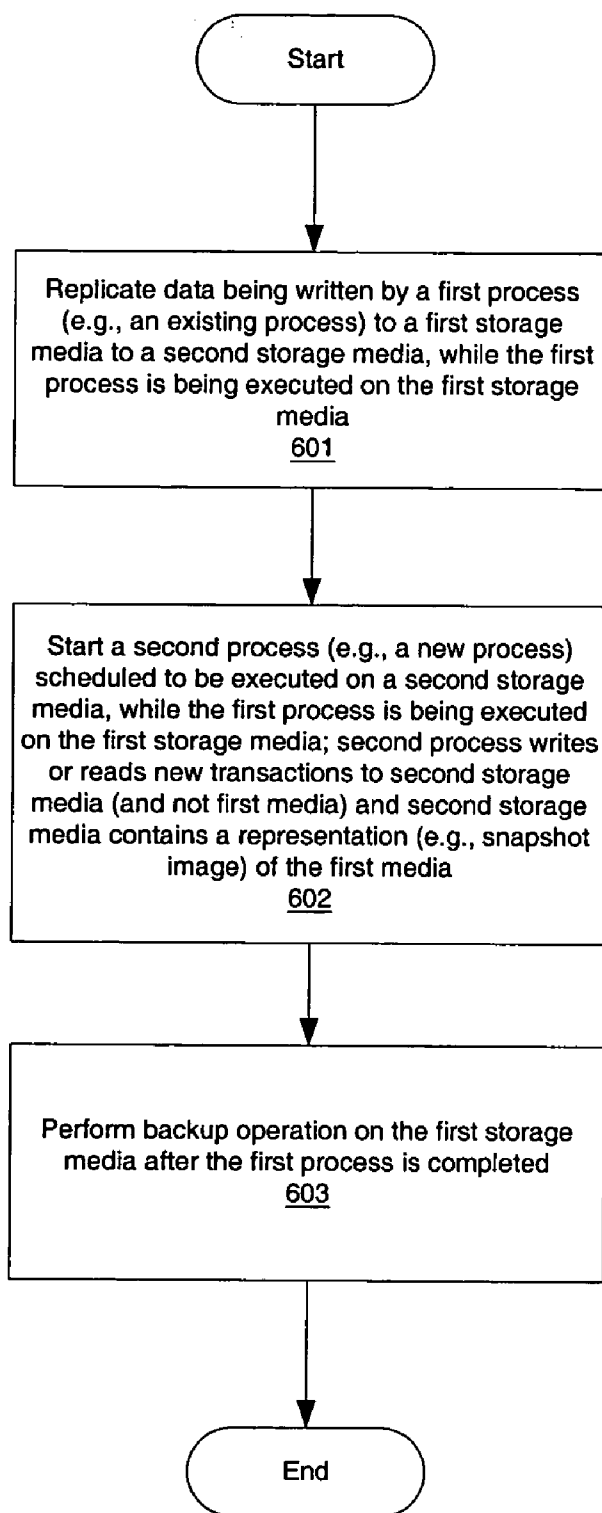 Start
Replicate data being written by a first process
(e.g., an existing process) to a first storage
media to a second storage media, while the first
process is being executed on the first storage
media
601
Start a second process (e.g., a new process)
scheduled to be executed on a second storage
media, while the first process is being executed
on the first storage media; second process writes
or reads new transactions to second storage
media (and not first media) and second storage
media contains a representation (e.g., snapshot
image) of the first media
602
Perform backup operation on the first storage
media after the first process is completed
603
End